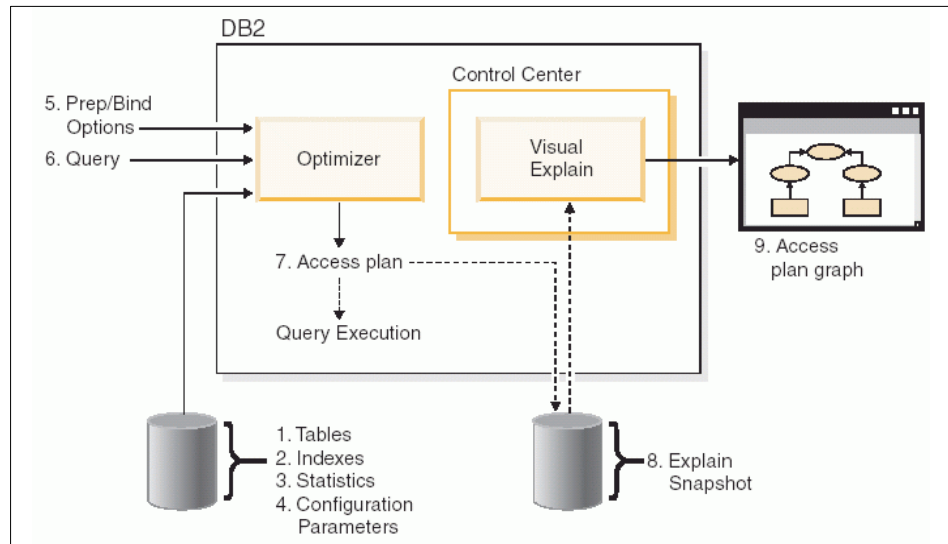 DB2
Control Center
5. Prep/Bind
Options
6. Query
Optimizer
Visual
Explain
7. Access plan
Query Execution
9. Access
plan graph
1. Tables
2. Indexes
3. Statistics
4. Configuration
Parameters
8. Explain
Snapshot